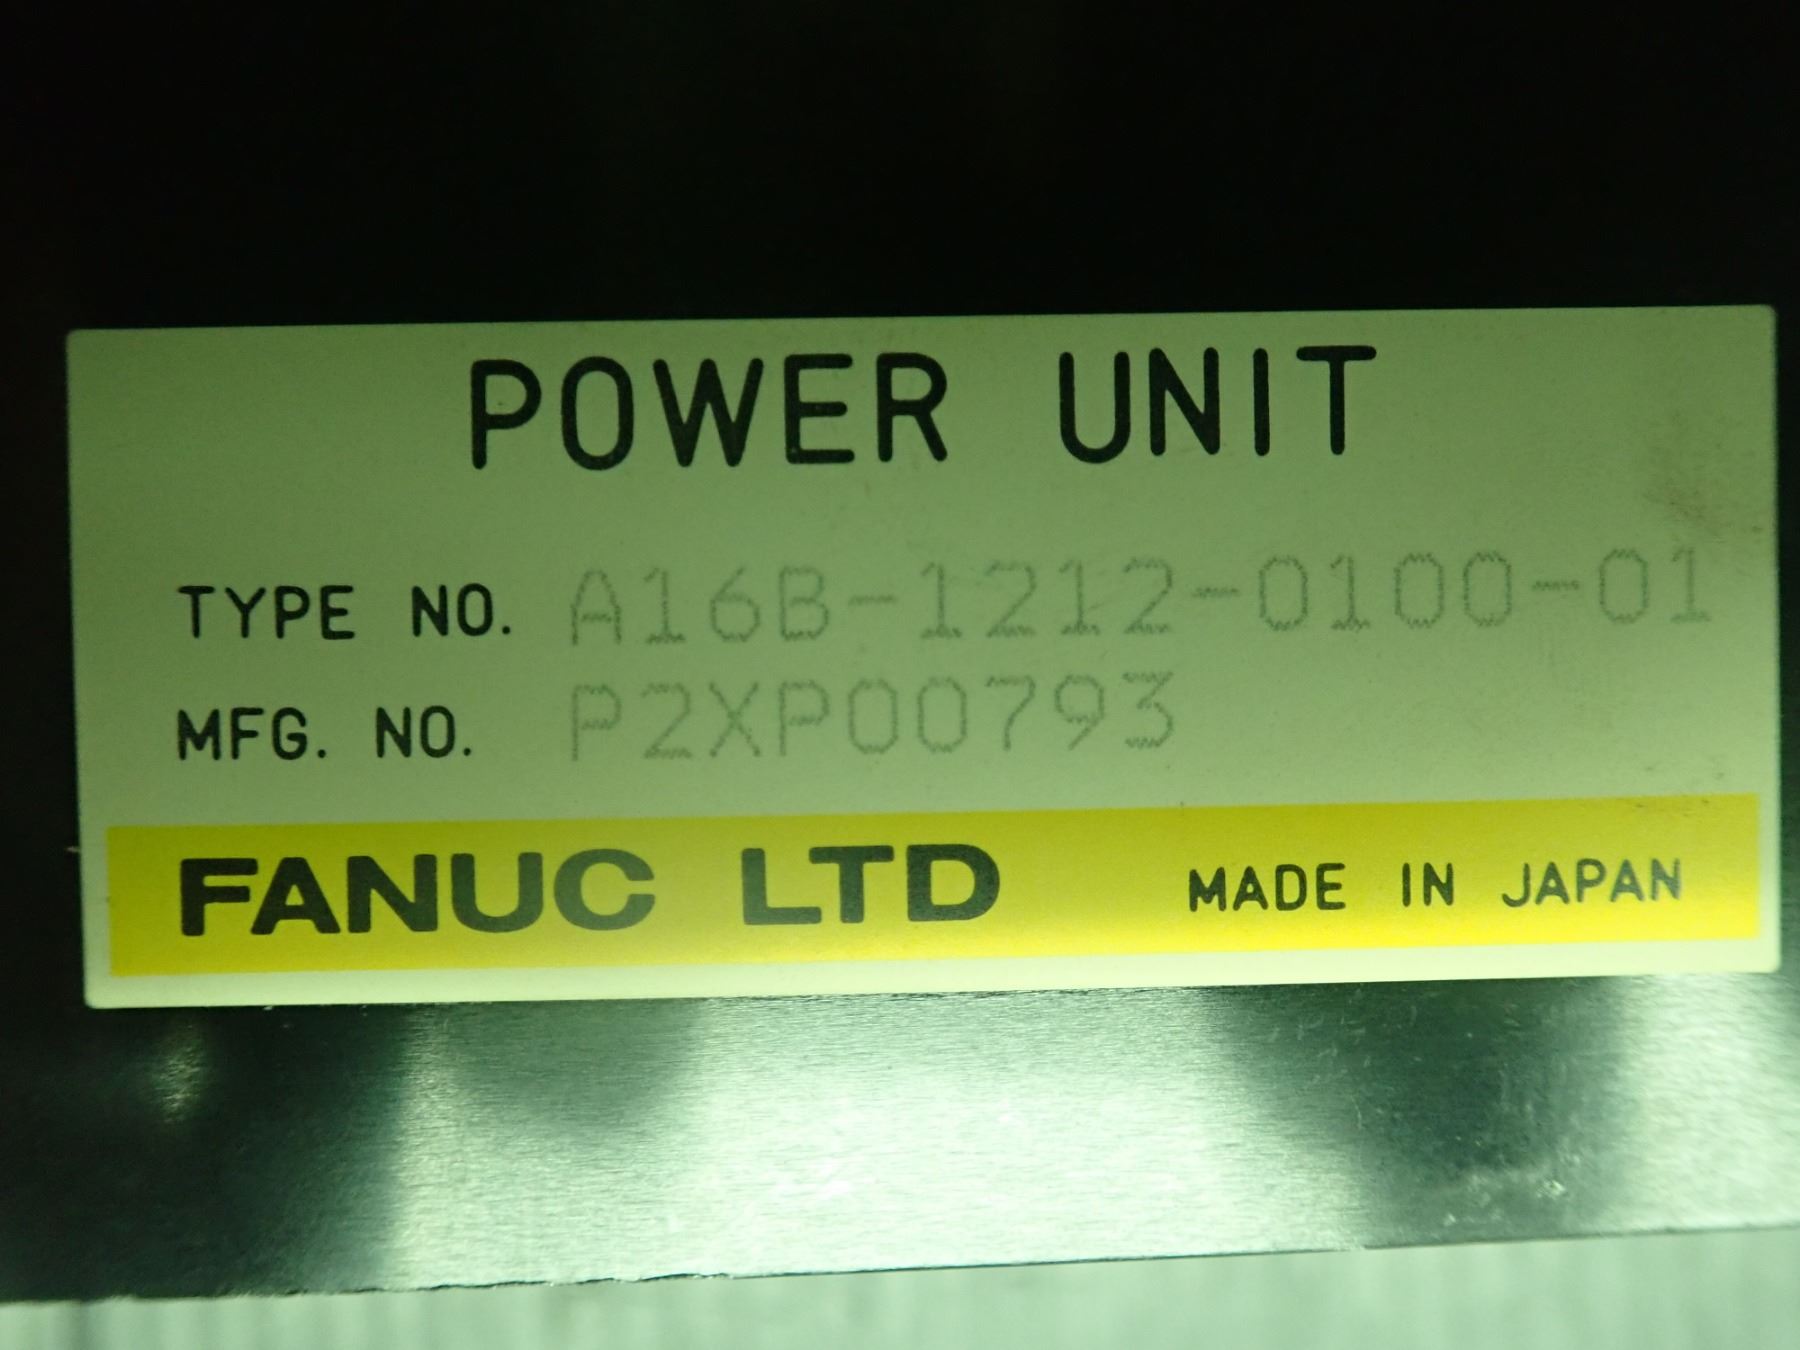 POWER UNIT
TYPE NO. A16B-1212-0100-01
MFG. NO. P2XP00793
FANUC LTD MADE IN JAPAN